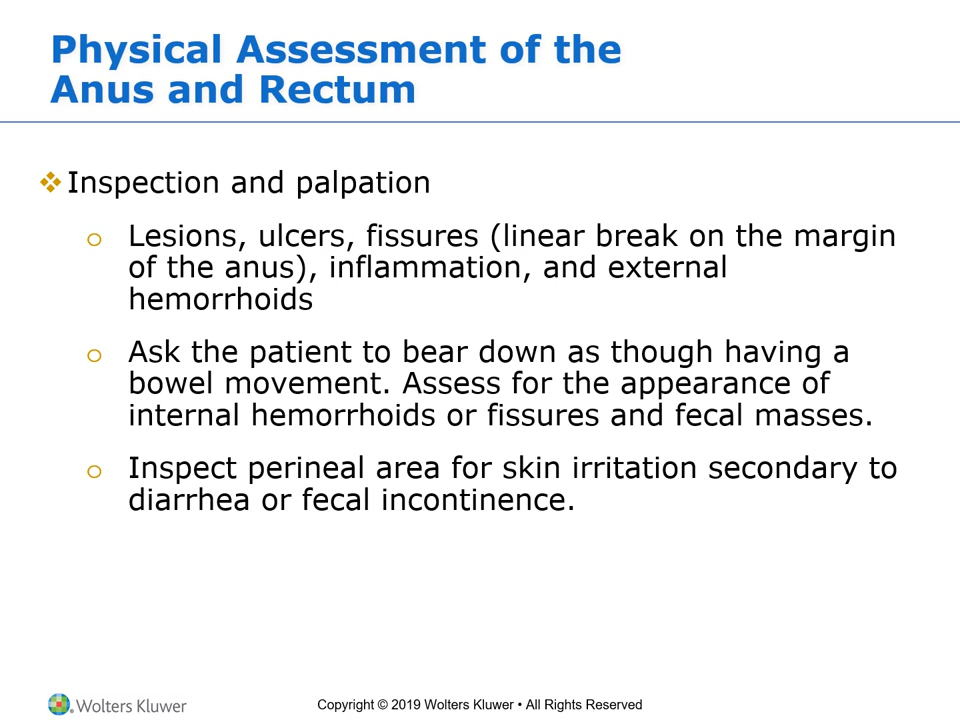 Physical Assessment of the
Anus and Rectum
Inspection and palpation
o Lesions, ulcers, fissures (linear break on the margin
of the anus), inflammation, and external
hemorrhoids
o Ask the patient to bear down as though having a
bowel movement. Assess for the appearance of
internal hemorrhoids or fissures and fecal masses.
o Inspect perineal area for skin irritation secondary to
diarrhea or fecal incontinence.
Wolters Kluwer
Copyright © 2019 Wolters Kluwer • All Rights Reserved